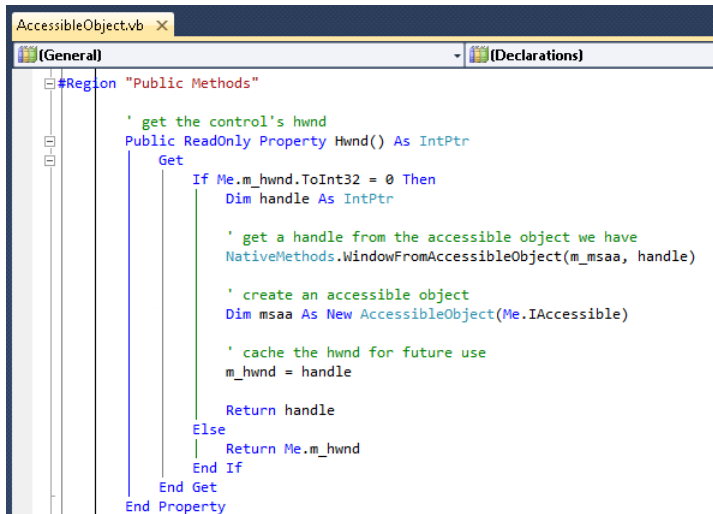 AccessibleObject.vb
(General) (Declarations)
#Region "Public Methods"
' get the control's hwnd
Public ReadOnly Property Hwnd() As IntPtr
Get
If Me.m_hwnd.ToInt32 = 0 Then
Dim handle As IntPtr
' get a handle from the accessible object we have
NativeMethods.WindowFromAccessibleObject(m_msaa, handle)
' create an accessible object
Dim msaa As New AccessibleObject(Me.IAccessible)
' cache the hwnd for future use
m_hwnd = handle
Return handle
Else
Return Me.m_hwnd
End If
End Get
End Property